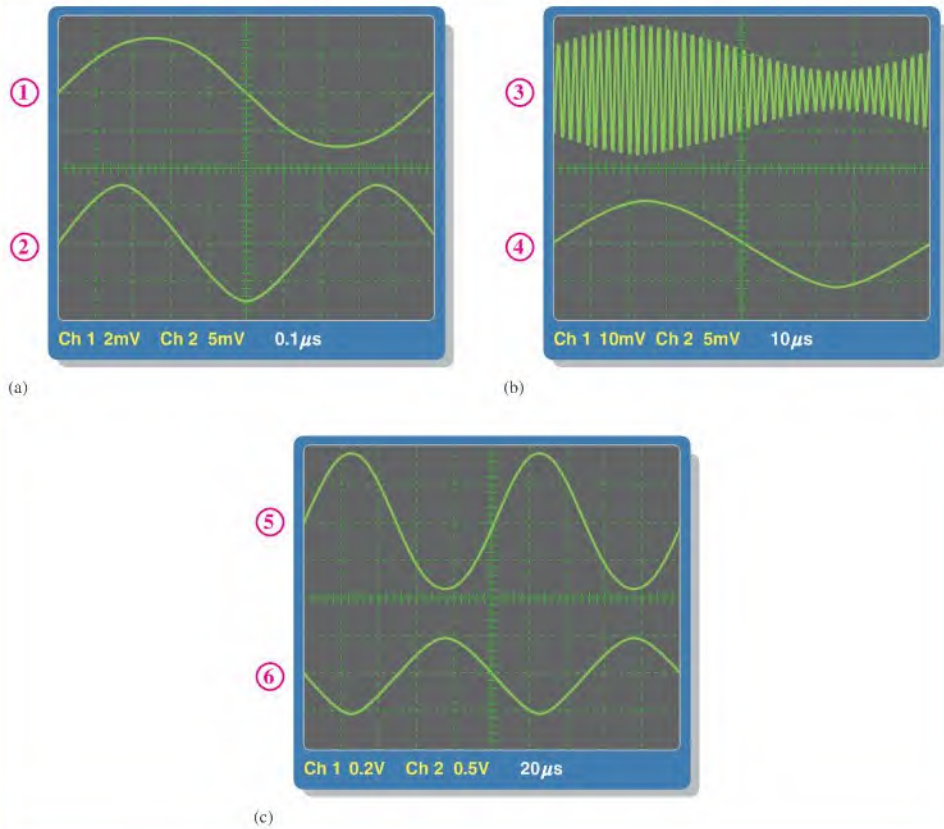 ①
②
Ch 1 2mV Ch 2 5mV 0.1μs
(a)
③
④
Ch 1 10mV Ch 2 5mV 10μs
(b)
⑤
⑥
Ch 1 0.2V Ch 2 0.5V 20μs
(c)